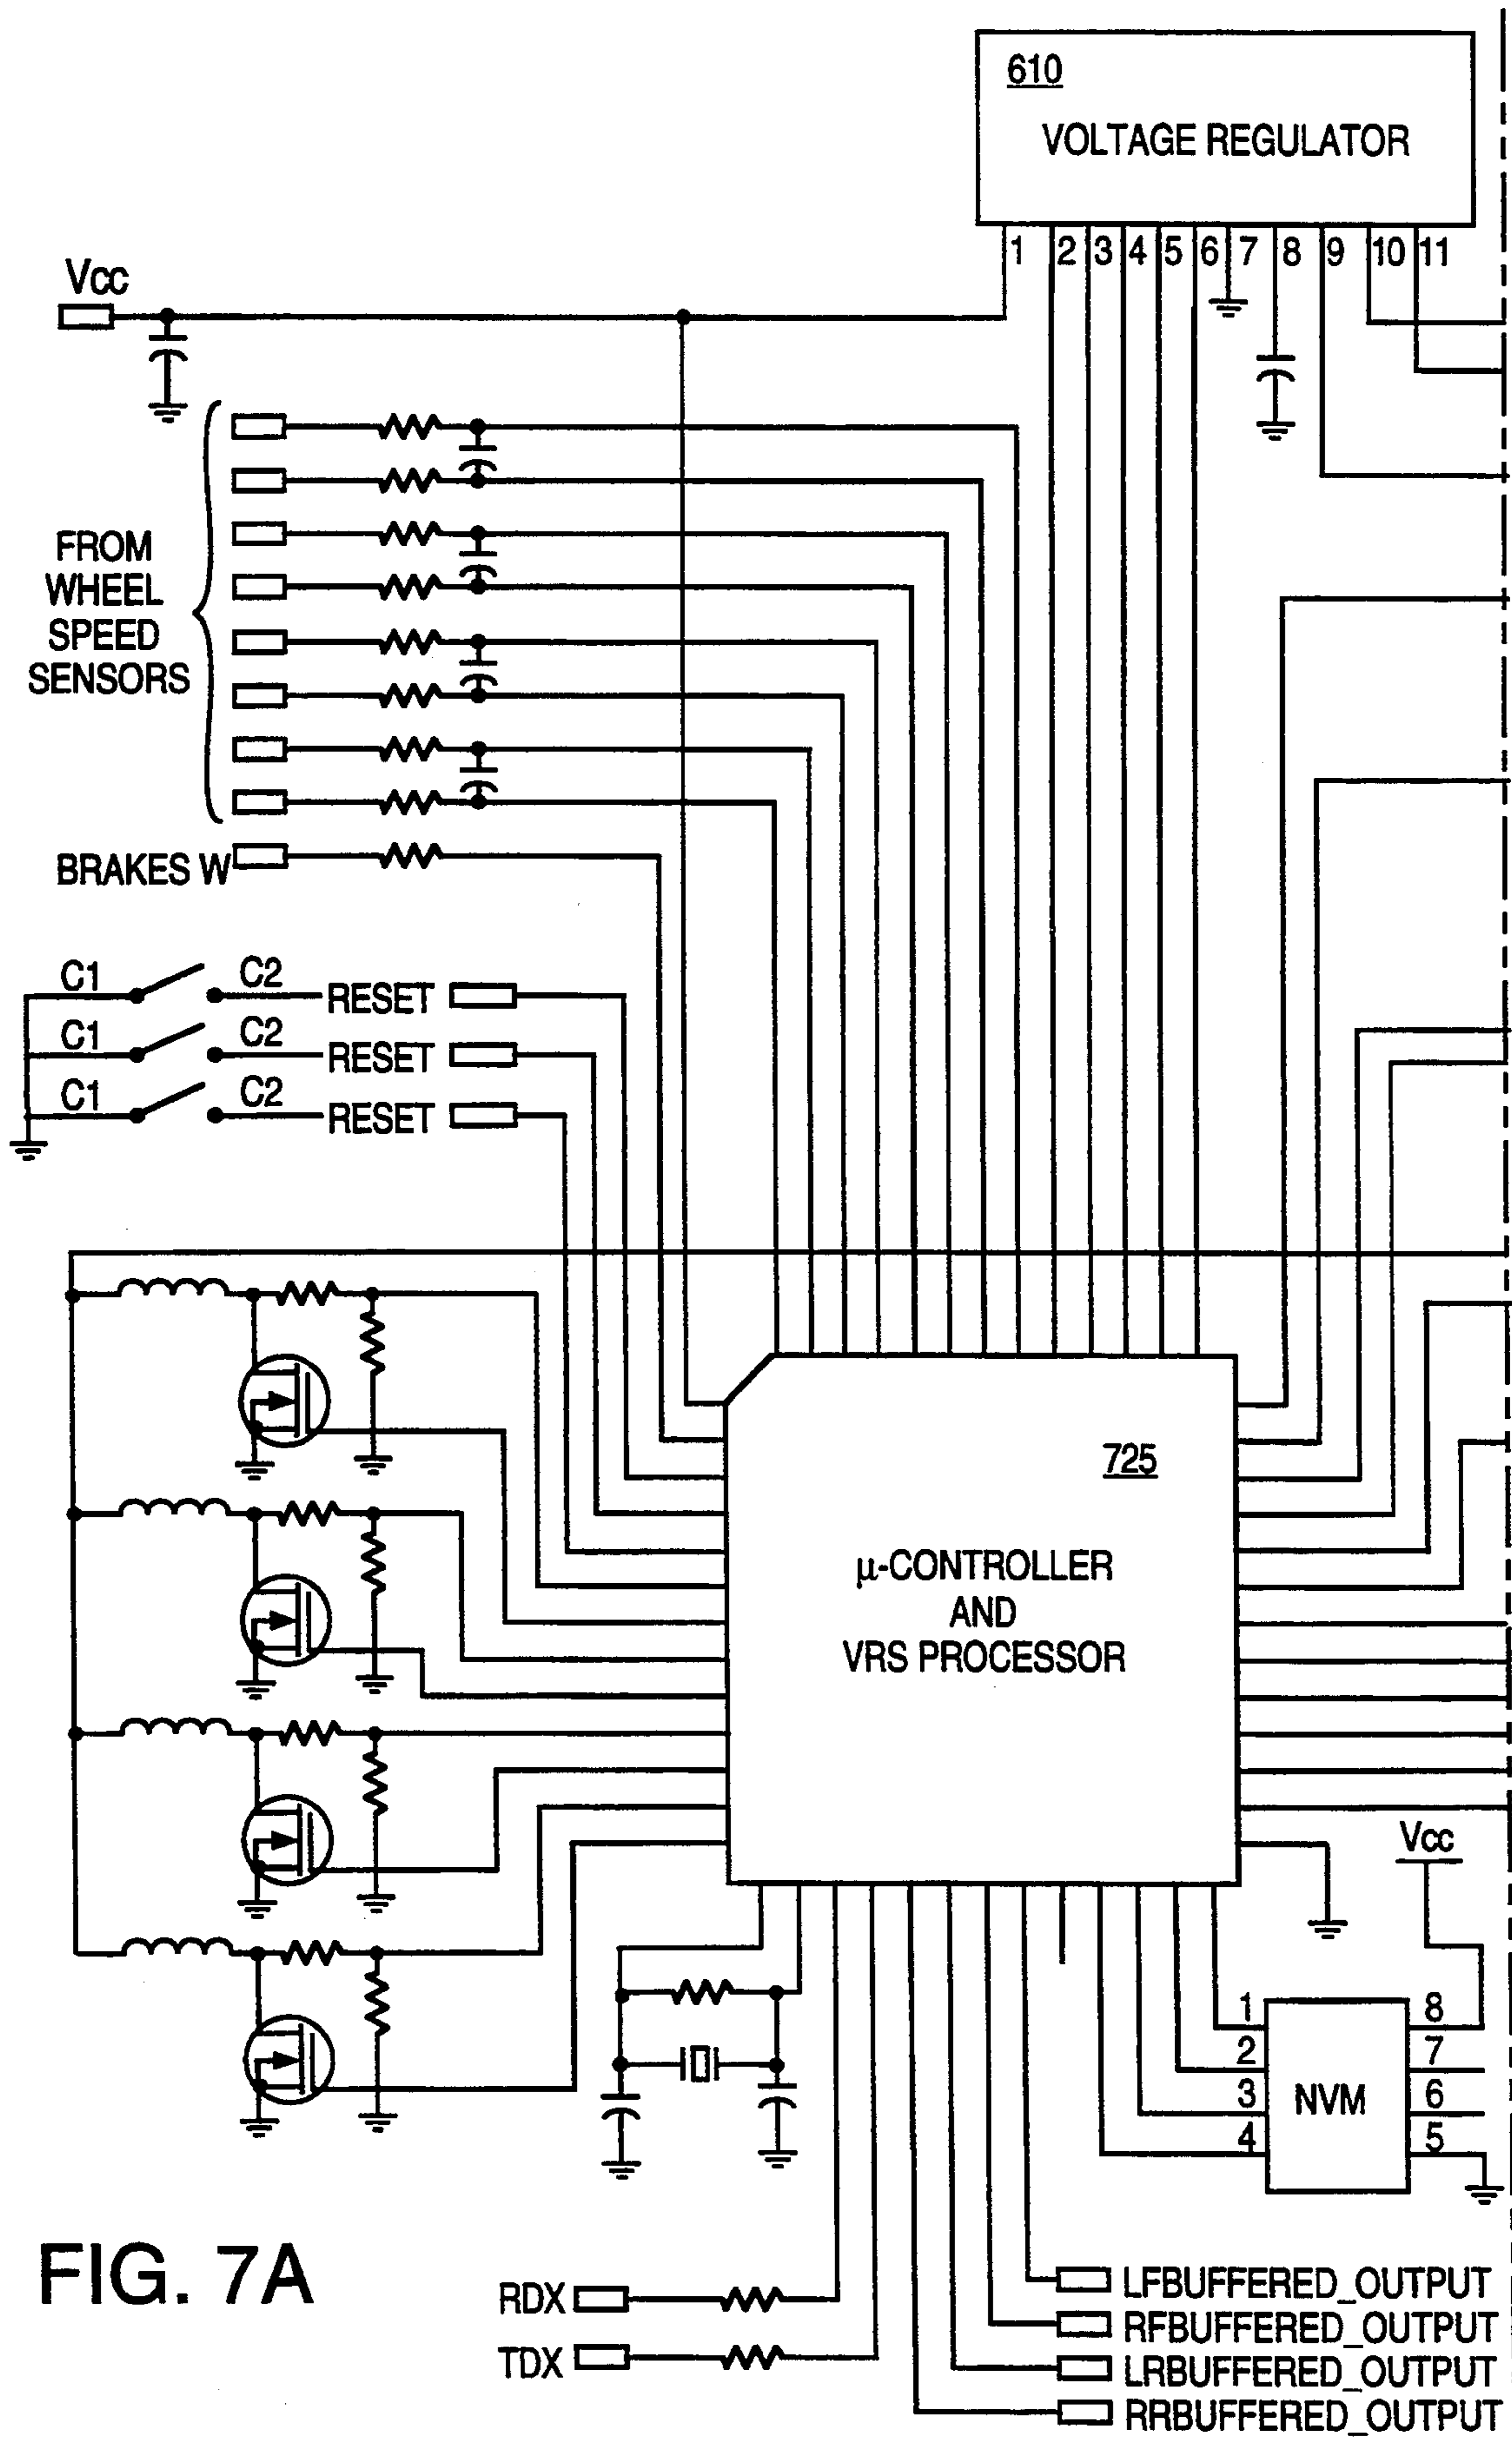 610
VOLTAGE REGULATOR
1 2 3 4 5 6 7 8 9 10 11
Vcc
FROM
WHEEL
SPEED
SENSORS
BRAKES W
C1 C2 RESET
C1 C2 RESET
C1 C2 RESET
725
µ-CONTROLLER
AND
VRS PROCESSOR
Vcc
1 8
2 7
3 NVM 6
4 5
FIG. 7A
RDX
TDX
LFBUFFERED_OUTPUT
RFBUFFERED_OUTPUT
LRBUFFERED_OUTPUT
RRBUFFERED_OUTPUT